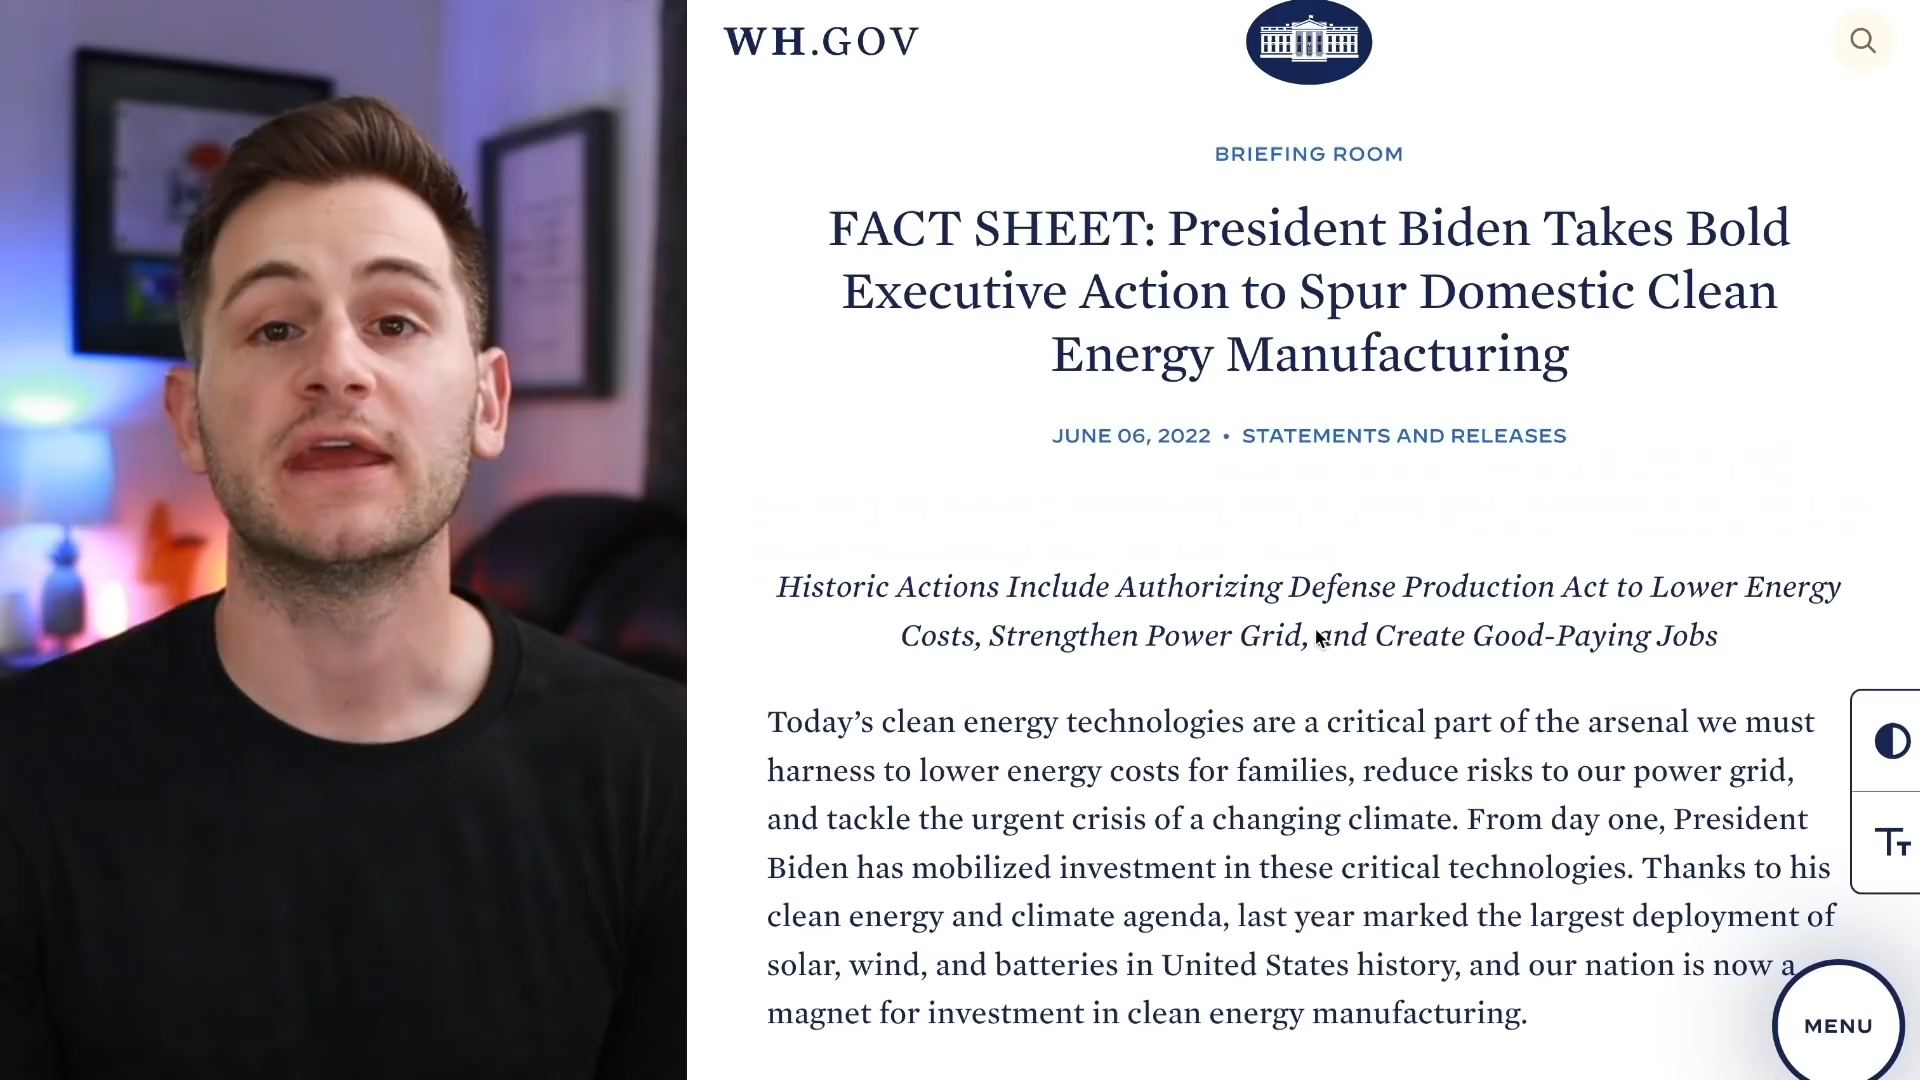 WH.GOV
BRIEFING ROOM
FACT SHEET: President Biden Takes Bold
Executive Action to Spur Domestic Clean
Energy Manufacturing
JUNE 06, 2022 • STATEMENTS AND RELEASES
Historic Actions Include Authorizing Defense Production Act to Lower Energy
Costs, Strengthen Power Grid, and Create Good-Paying Jobs
Today’s clean energy technologies are a critical part of the arsenal we must
harness to lower energy costs for families, reduce risks to our power grid,
and tackle the urgent crisis of a changing climate. From day one, President
Biden has mobilized investment in these critical technologies. Thanks to his
clean energy and climate agenda, last year marked the largest deployment of
solar, wind, and batteries in United States history, and our nation is now a
magnet for investment in clean energy manufacturing.
TT
MENU